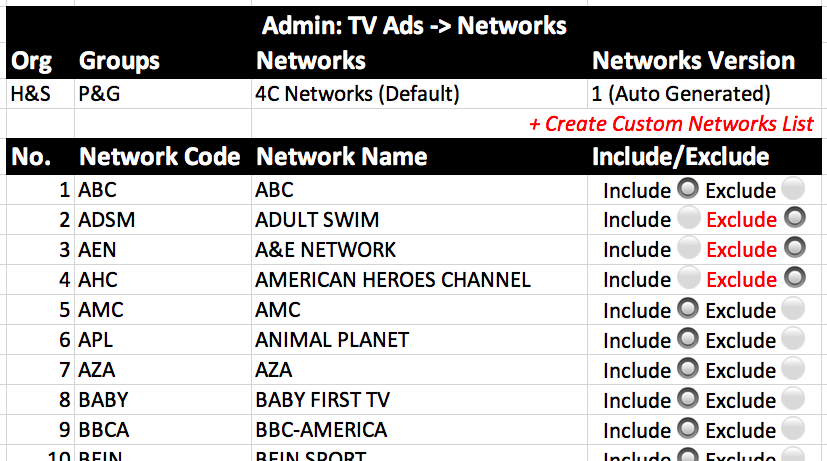 Admin: TV Ads -> Networks
Org Groups Networks Networks Version
H&S P&G 4C Networks (Default) 1 (Auto Generated)
+ Create Custom Networks List
No. Network Code Network Name Include/Exclude
1 ABC ABC Include Exclude
2 ADSM ADULT SWIM Include Exclude
3 AEN A&E NETWORK Include Exclude
4 AHC AMERICAN HEROES CHANNEL Include Exclude
5 AMC AMC Include Exclude
6 APL ANIMAL PLANET Include Exclude
7 AZA AZA Include Exclude
8 BABY BABY FIRST TV Include Exclude
9 BBCA BBC-AMERICA Include Exclude
10 BEIN BEIN SPORT Include Exclude